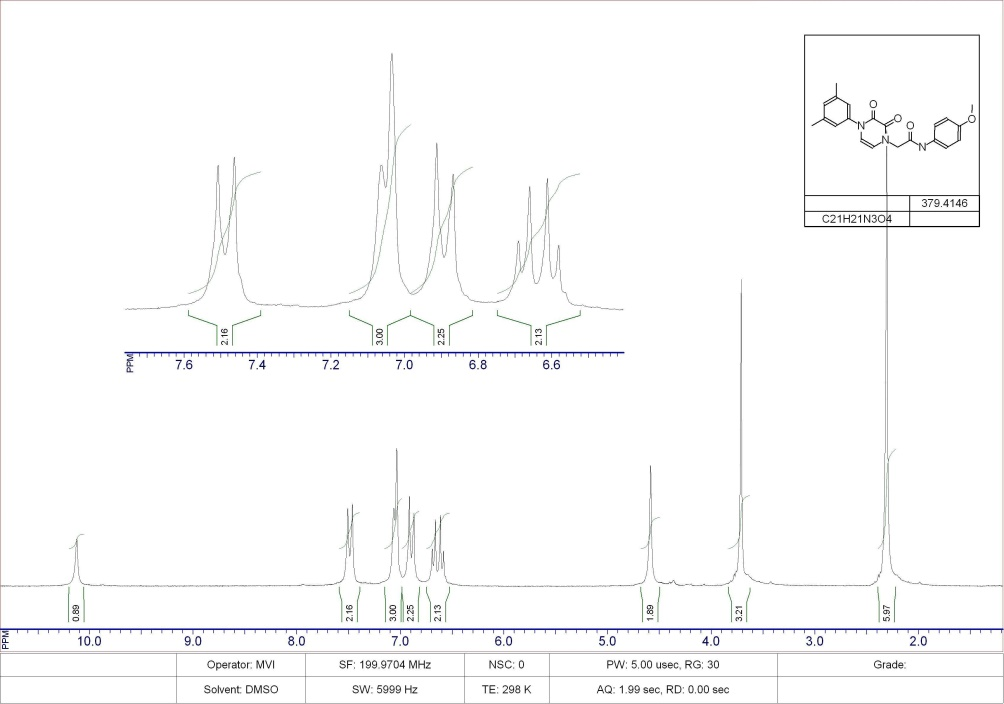 O
O
N
N
O
N
O
379.4146
C21H21N3O4
2.16
3.00
2.25
2.13
PPM
7.6
7.4
7.2
7.0
6.8
6.6
0.89
2.16
3.00
2.25
2.13
1.89
3.21
5.97
PPM
10.0
9.0
8.0
7.0
6.0
5.0
4.0
3.0
2.0
Operator: MVI
SF: 199.9704 MHz
NSC: 0
PW: 5.00 usec, RG: 30
Grade:
Solvent: DMSO
SW: 5999 Hz
TE: 298 K
AQ: 1.99 sec, RD: 0.00 sec